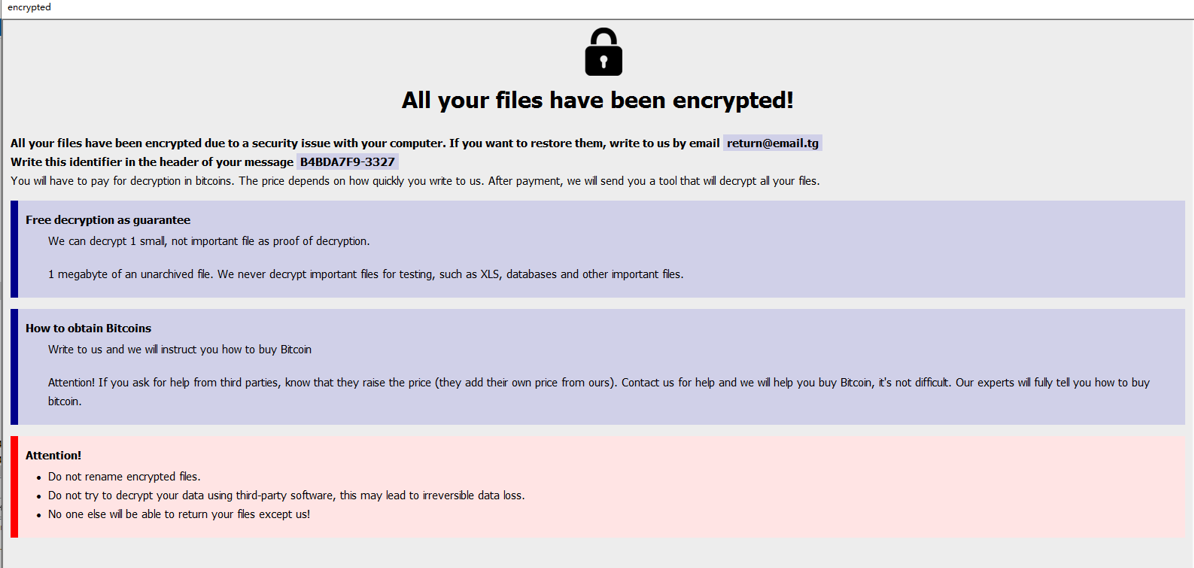 encrypted
All your files have been encrypted!
All your files have been encrypted due to a security issue with your computer. If you want to restore them, write to us by email return@email.tg
Write this identifier in the header of your message B4BDA7F9-3327
You will have to pay for decryption in bitcoins. The price depends on how quickly you write to us. After payment, we will send you a tool that will decrypt all your files.
Free decryption as guarantee
We can decrypt 1 small, not important file as proof of decryption.
1 megabyte of an unarchived file. We never decrypt important files for testing, such as XLS, databases and other important files.
How to obtain Bitcoins
Write to us and we will instruct you how to buy Bitcoin
Attention! If you ask for help from third parties, know that they raise the price (they add their own price from ours). Contact us for help and we will help you buy Bitcoin, it's not difficult. Our experts will fully tell you how to buy
bitcoin.
Attention!
• Do not rename encrypted files.
• Do not try to decrypt your data using third-party software, this may lead to irreversible data loss.
• No one else will be able to return your files except us!